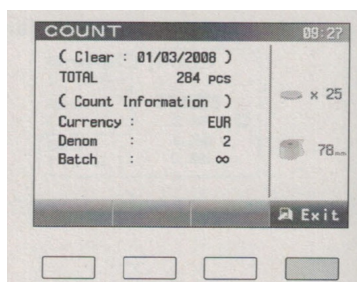 COUNT 09:27
( Clear : 01/03/2008 )
TOTAL 284 pcs
( Count Information )
Currency : EUR
Denom : 2
Batch : ∞
x 25
78mm
Exit